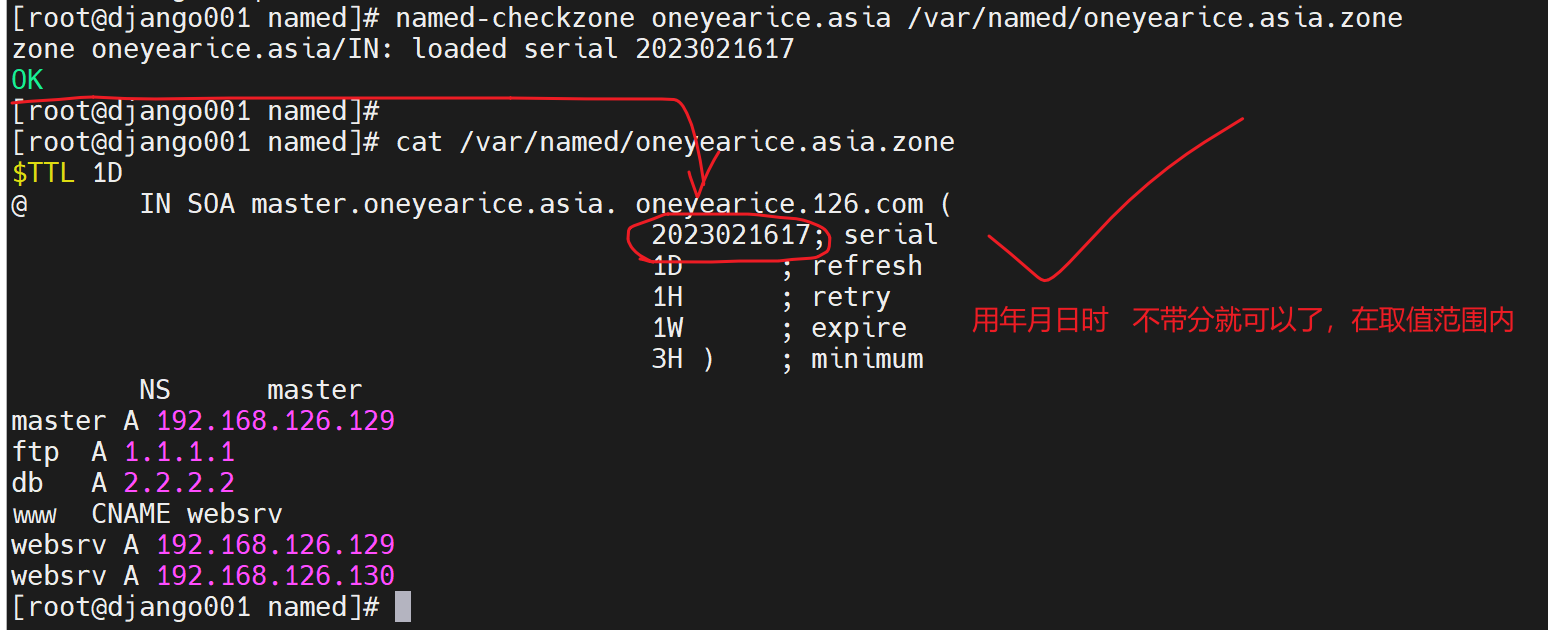 [root@django001 named]# named-checkzone oneyearice.asia /var/named/oneyearice.asia.zone
zone oneyearice.asia/IN: loaded serial 2023021617
OK
[root@django001 named]#
[root@django001 named]# cat /var/named/oneyearice.asia.zone
$TTL 1D
@ IN SOA master.oneyearice.asia. oneyearice.126.com (
2023021617; serial
1D ; refresh
1H ; retry
1W ; expire
3H ) ; minimum
用年月日时 不带分就可以了，在取值范围内
NS master
master A 192.168.126.129
ftp A 1.1.1.1
db A 2.2.2.2
www CNAME websrv
websrv A 192.168.126.129
websrv A 192.168.126.130
[root@django001 named]#